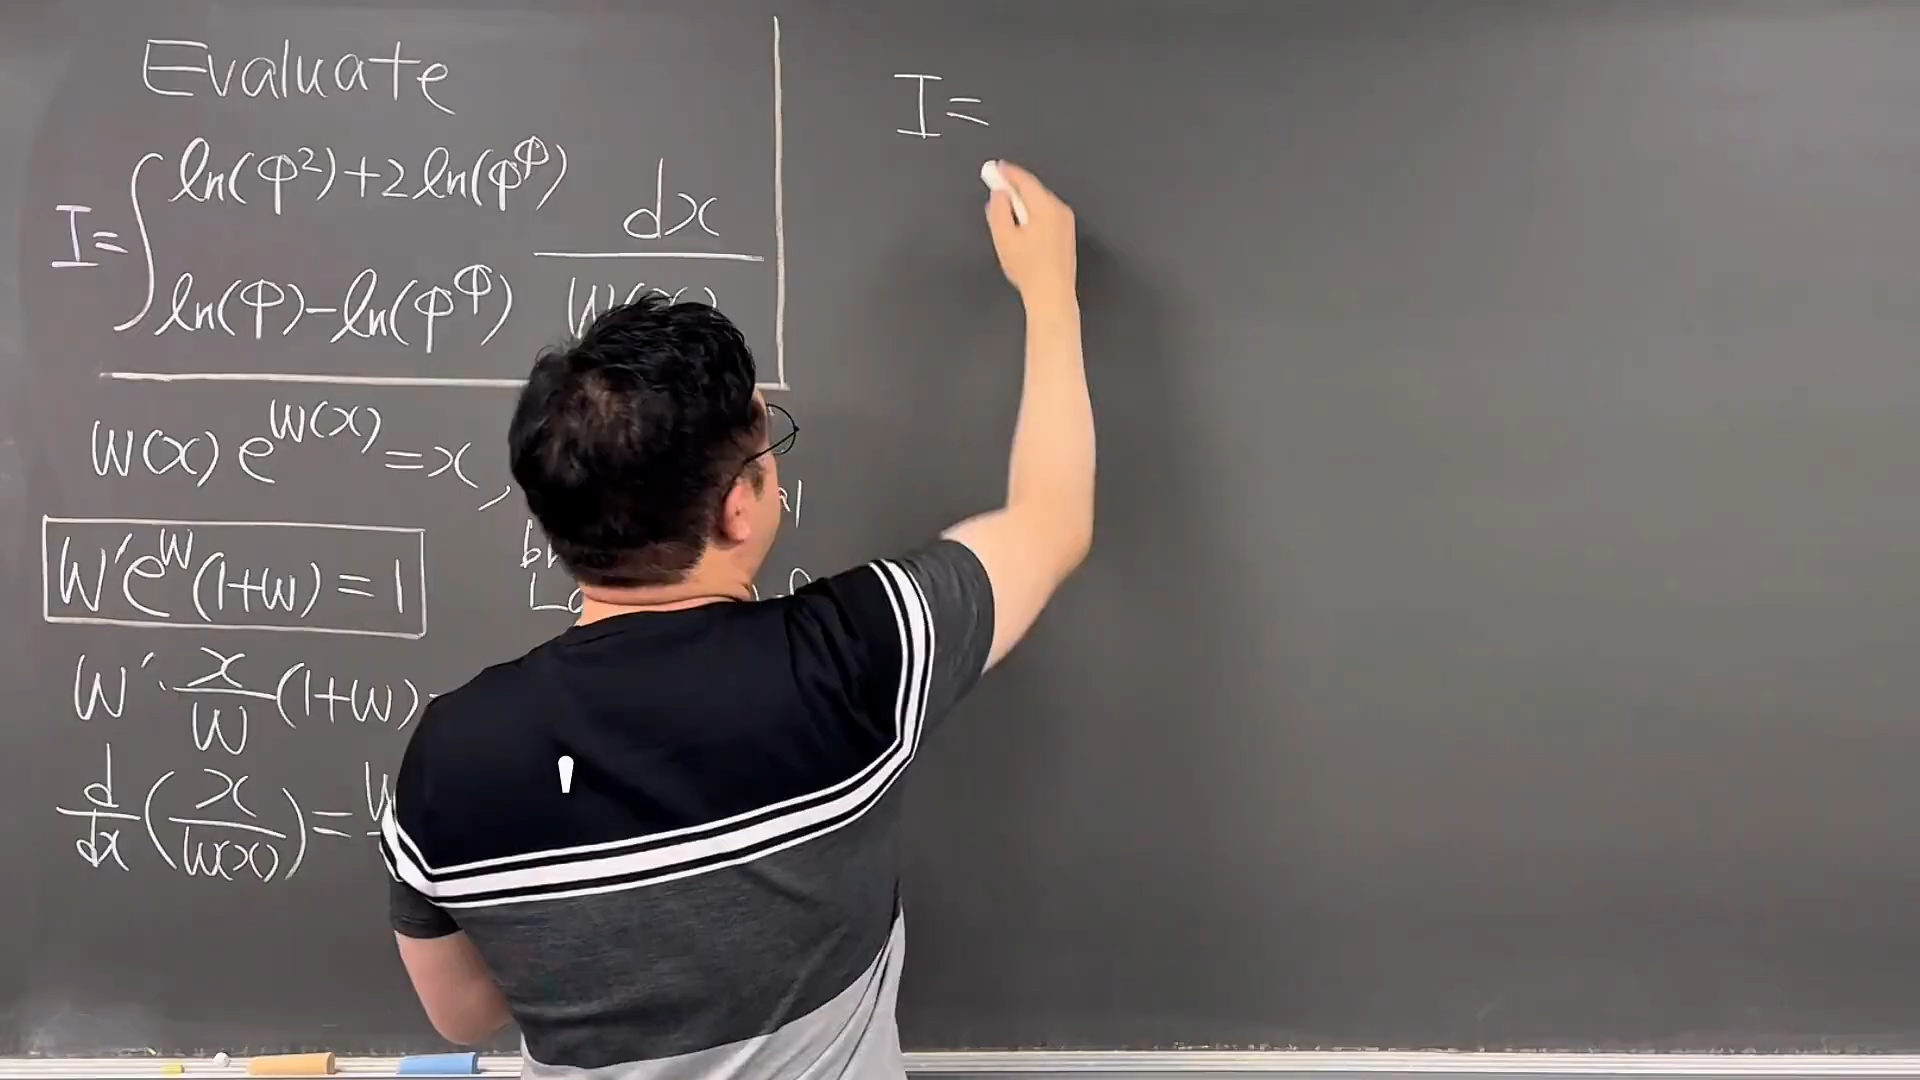 Evaluate
I=∫_{ln(φ)-ln(φ^φ)}^{ln(φ²)+2ln(φ^φ)} dx
I=
W(x) e^{W(x)} = x,
W′e^W(1+W) = 1
W′·x/W (1+W)
d/dx (x/W(x)) =